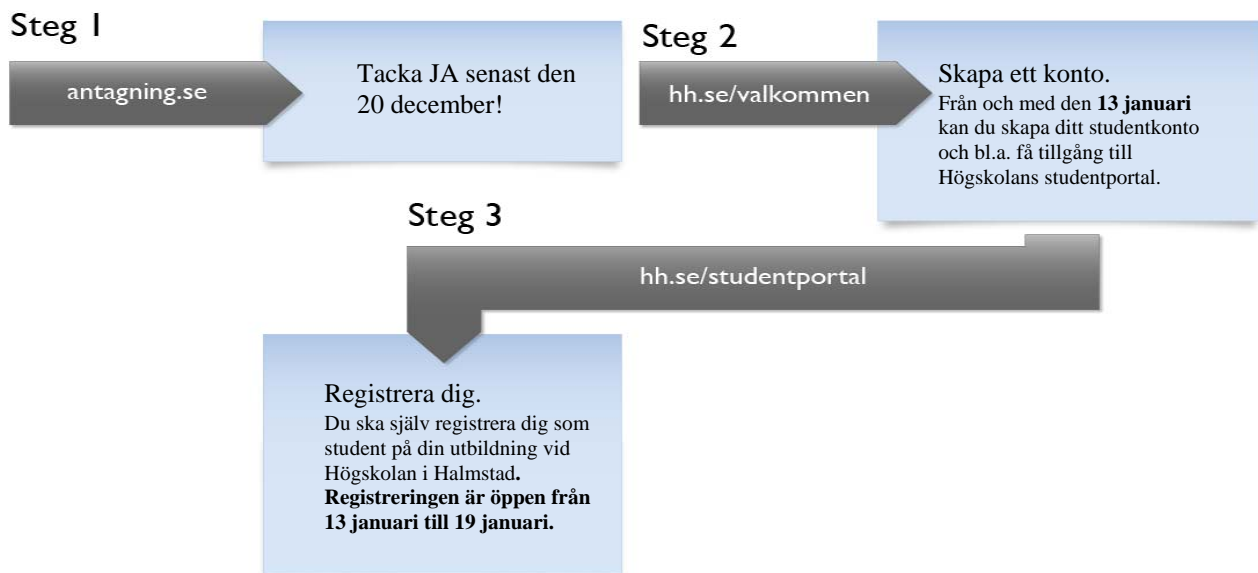 Steg 1
antagning.se
Tacka JA senast den
20 december!
Steg 2
hh.se/valkommen
Skapa ett konto.
Från och med den 13 januari
kan du skapa ditt studentkonto
och bl.a. få tillgång till
Högskolans studentportal.
Steg 3
hh.se/studentportal
Registrera dig.
Du ska själv registrera dig som
student på din utbildning vid
Högskolan i Halmstad.
Registreringen är öppen från
13 januari till 19 januari.